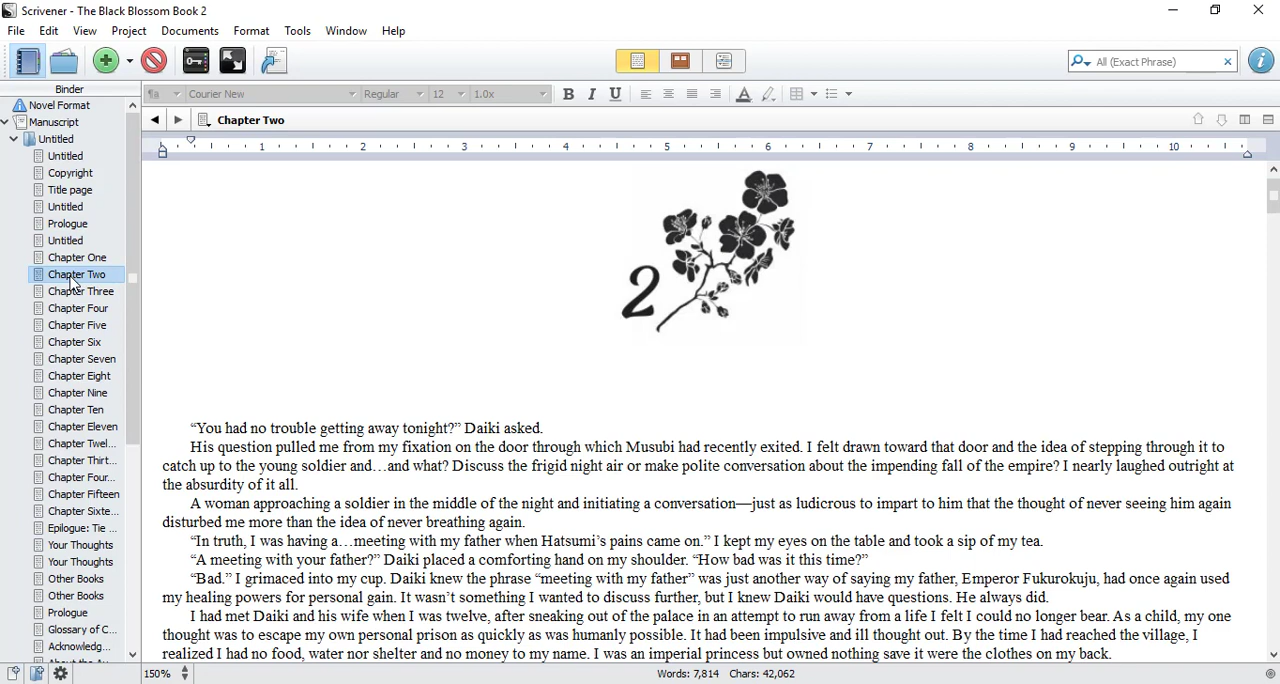 Scrivener - The Black Blossom Book 2
File Edit View Project Documents Format Tools Window Help
All (Exact Phrase)
Binder
Courier New Regular 12 1.0x B I U A
Novel Format
Manuscript
Untitled
Untitled
Copyright
Title page
Untitled
Prologue
Untitled
Chapter One
Chapter Two
Chapter Three
Chapter Four
Chapter Five
Chapter Six
Chapter Seven
Chapter Eight
Chapter Nine
Chapter Ten
Chapter Eleven
Chapter Twel...
Chapter Thirt...
Chapter Four...
Chapter Fifteen
Chapter Sixte...
Epilogue: Tie ...
Your Thoughts
Your Thoughts
Other Books
Other Books
Prologue
Glossary of C...
Acknowledg...
About the Au...
Chapter Two
1 2 3 4 5 6 7 8 9 10
2
“You had no trouble getting away tonight?” Daiki asked.
His question pulled me from my fixation on the door through which Musubi had recently exited. I felt drawn toward that door and the idea of stepping through it to
catch up to the young soldier and…and what? Discuss the frigid night air or make polite conversation about the impending fall of the empire? I nearly laughed outright at
the absurdity of it all.
A woman approaching a soldier in the middle of the night and initiating a conversation—just as ludicrous to impart to him that the thought of never seeing him again
disturbed me more than the idea of never breathing again.
“In truth, I was having a…meeting with my father when Hatsumi’s pains came on.” I kept my eyes on the table and took a sip of my tea.
“A meeting with your father?” Daiki placed a comforting hand on my shoulder. “How bad was it this time?”
“Bad.” I grimaced into my cup. Daiki knew the phrase “meeting with my father” was just another way of saying my father, Emperor Fukurokuju, had once again used
my healing powers for personal gain. It wasn’t something I wanted to discuss further, but I knew Daiki would have questions. He always did.
I had met Daiki and his wife when I was twelve, after sneaking out of the palace in an attempt to run away from a life I felt I could no longer bear. As a child, my one
thought was to escape my own personal prison as quickly as was humanly possible. It had been impulsive and ill thought out. By the time I had reached the village, I
realized I had no food, water nor shelter and no money to my name. I was an imperial princess but owned nothing save it were the clothes on my back.
150% Words: 7,814 Chars: 42,062